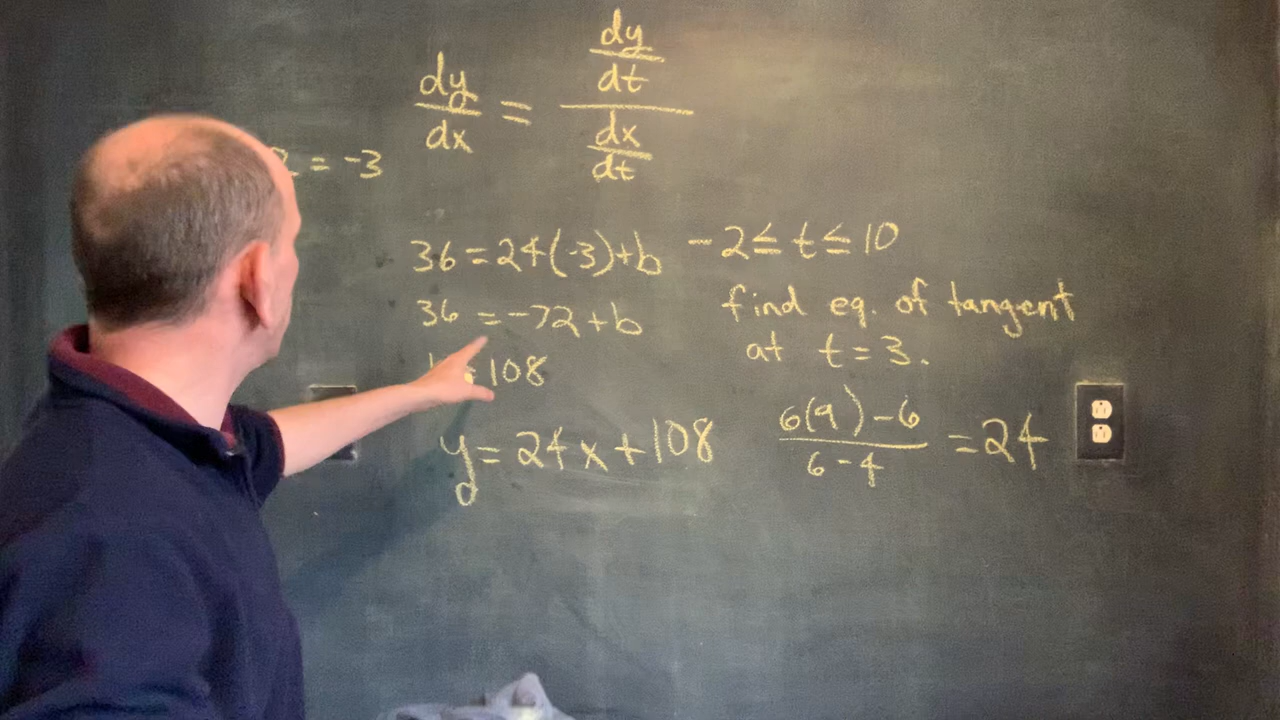 dy/dx = (dy/dt)/(dx/dt)
= -3
36 = 24(-3)+b
-2 ≤ t ≤ 10
36 = -72+b
find eq. of tangent
at t = 3.
= 108
y = 24x + 108
(6(9) - 6)/(6 - 4) = 24